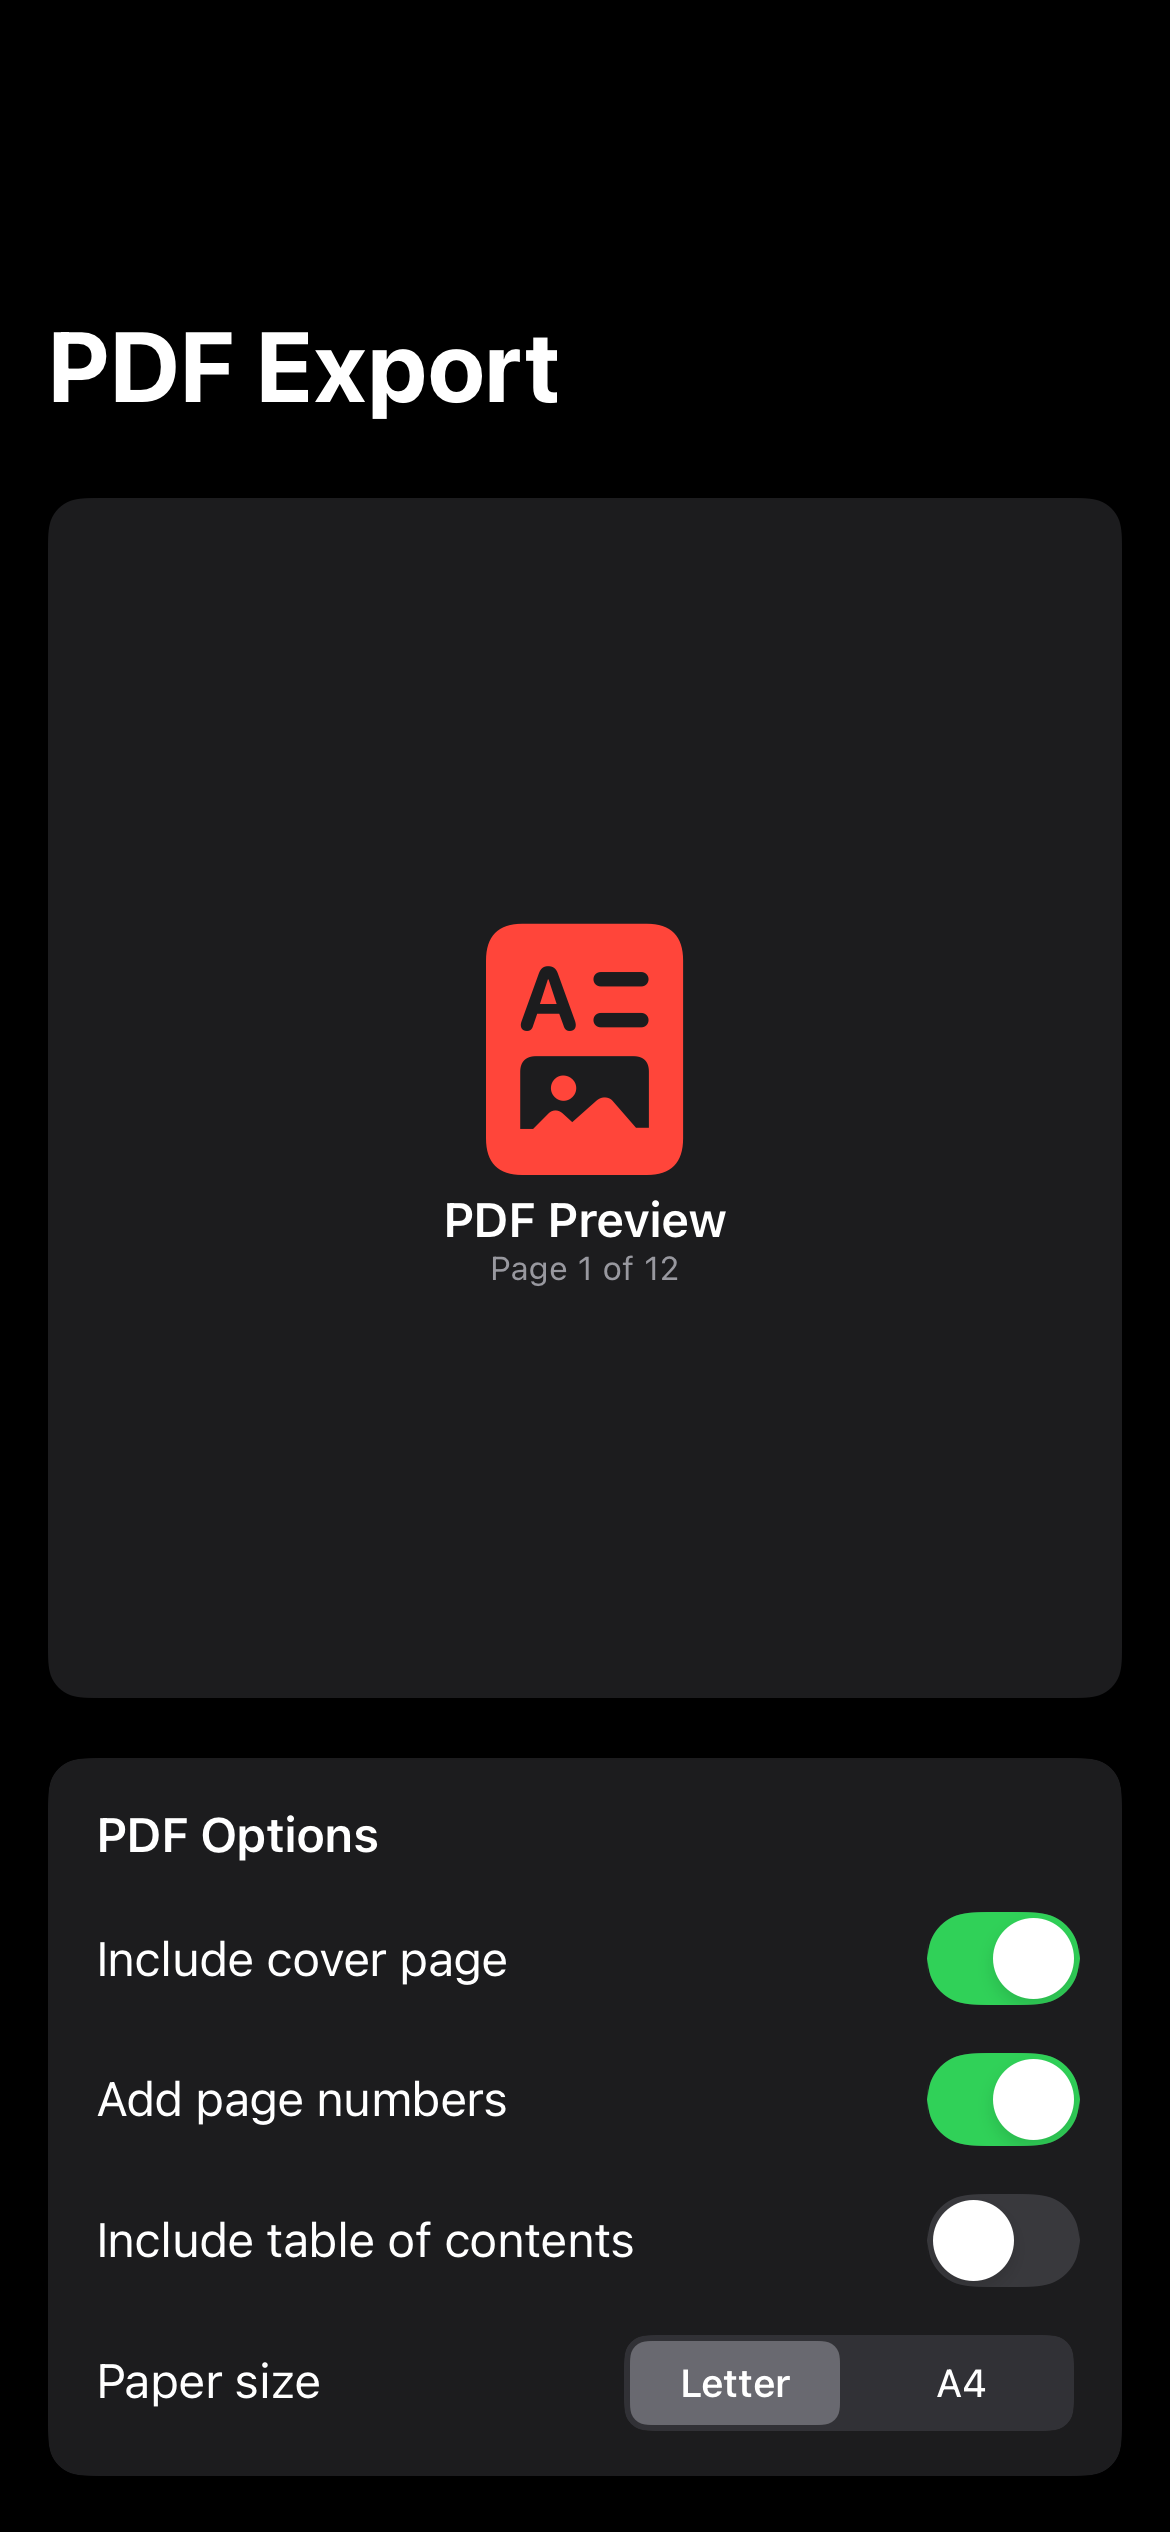 PDF Export
A
PDF Preview
Page 1 of 12
PDF Options
Include cover page
Add page numbers
Include table of contents
Paper size
Letter
A4